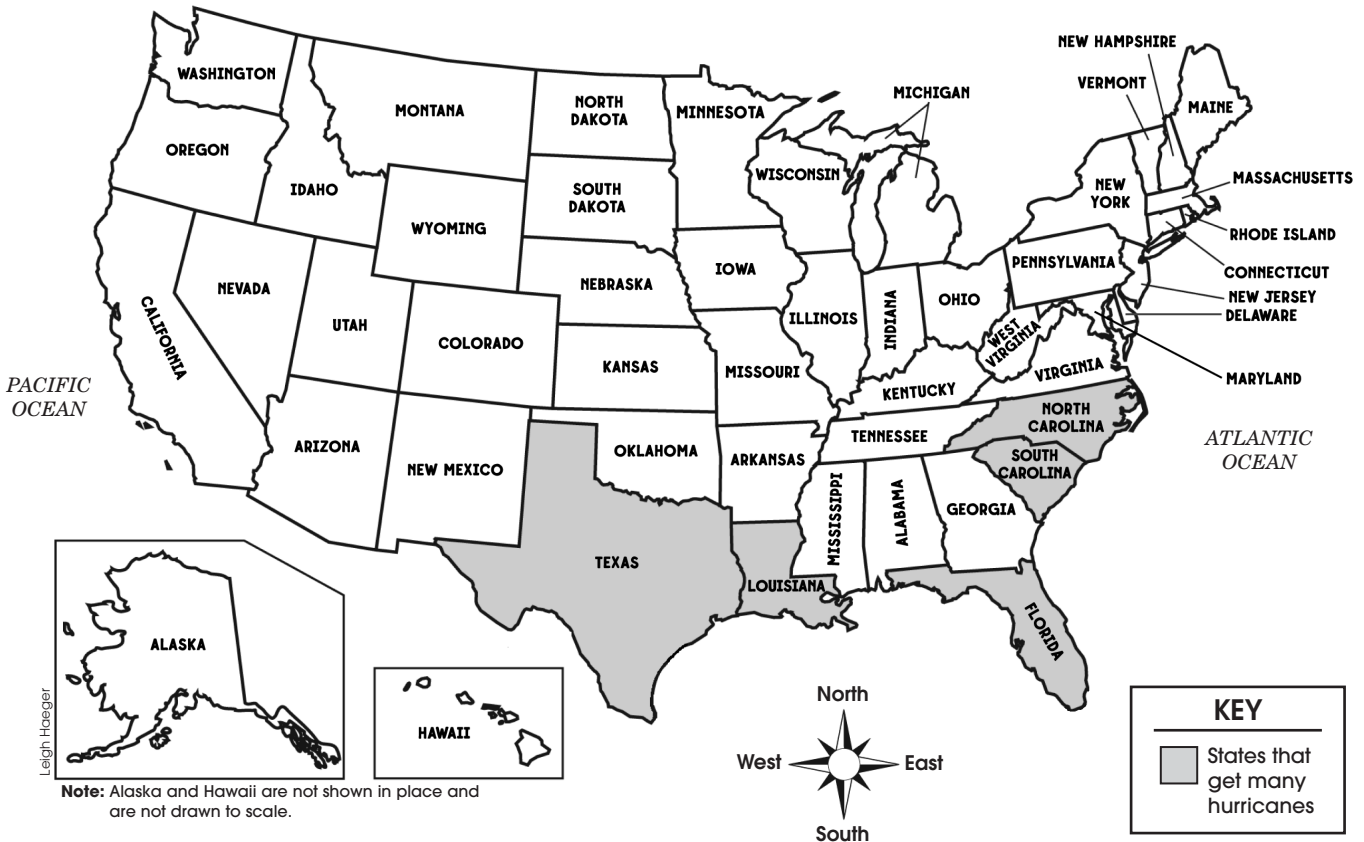 NEW HAMPSHIRE
VERMONT
MICHIGAN
WASHINGTON
MONTANA
NORTH
DAKOTA
MINNESOTA
MAINE
OREGON
IDAHO
WISCONSIN
SOUTH
DAKOTA
NEW
YORK
MASSACHUSETTS
WYOMING
RHODE ISLAND
IOWA
PENNSYLVANIA
CONNECTICUT
NEVADA
NEBRASKA
OHIO
NEW JERSEY
DELAWARE
CALIFORNIA
UTAH
COLORADO
ILLINOIS
INDIANA
WEST
VIRGINIA
KANSAS
MISSOURI
VIRGINIA
MARYLAND
PACIFIC
OCEAN
KENTUCKY
NORTH
CAROLINA
ARIZONA
NEW MEXICO
OKLAHOMA
ARKANSAS
TENNESSEE
SOUTH
CAROLINA
ATLANTIC
OCEAN
MISSISSIPPI
ALABAMA
GEORGIA
TEXAS
LOUISIANA
FLORIDA
ALASKA
HAWAII
Leigh Haeger
Note: Alaska and Hawaii are not shown in place and
are not drawn to scale.
North
West
East
South
KEY
States that
get many
hurricanes